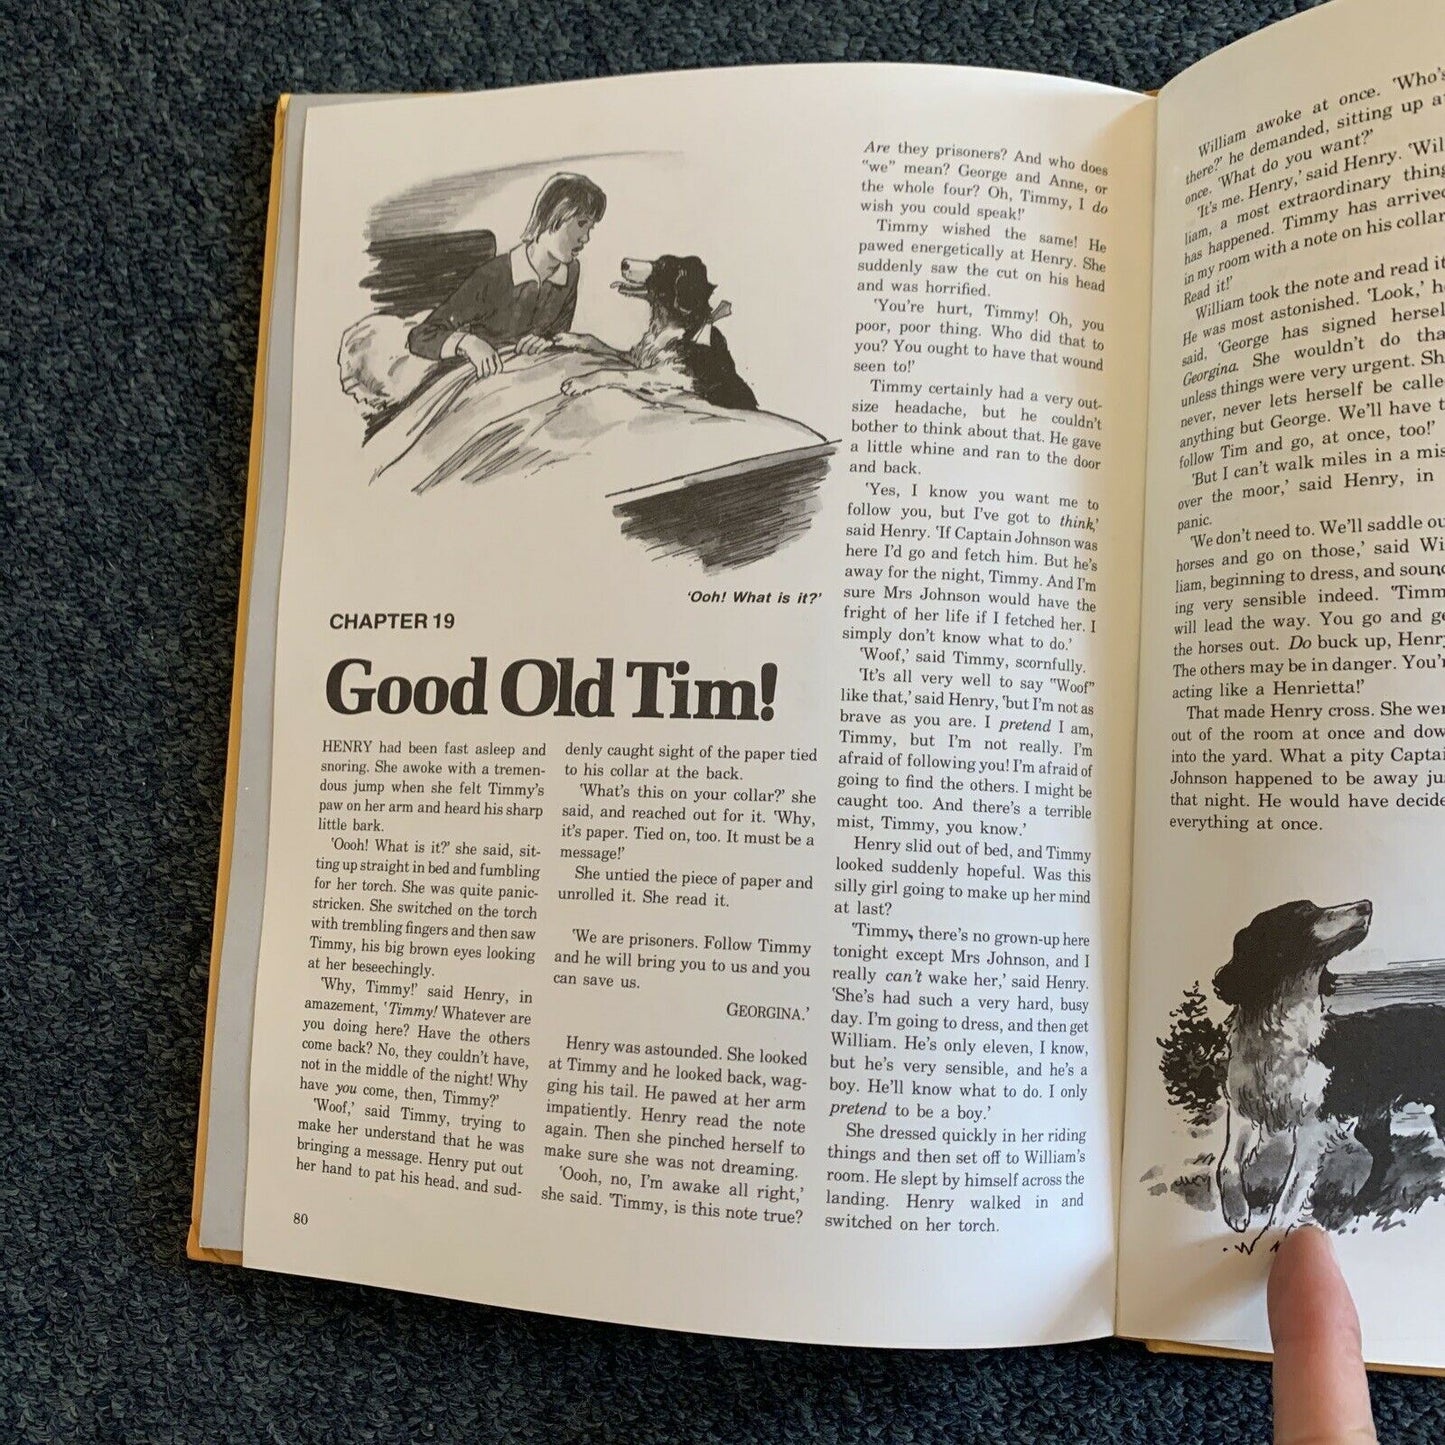 'Ooh! What is it?'
CHAPTER 19
Good Old Tim!
HENRY had been fast asleep and
snoring. She awoke with a tremen-
dous jump when she felt Timmy's
paw on her arm and heard his sharp
little bark.
'Oooh! What is it?' she said, sit-
ting up straight in bed and fumbling
for her torch. She was quite panic-
stricken. She switched on the torch
with trembling fingers and then saw
Timmy, his big brown eyes looking
at her beseechingly.
'Why, Timmy!' said Henry, in
amazement, 'Timmy! Whatever are
you doing here? Have the others
come back? No, they couldn't have,
not in the middle of the night! Why
have you come, then, Timmy?'
'Woof,' said Timmy, trying to
make her understand that he was
bringing a message. Henry put out
her hand to pat his head, and sud-
80
denly caught sight of the paper tied
to his collar at the back.
'What's this on your collar?' she
said, and reached out for it. 'Why,
it's paper. Tied on, too. It must be a
message!'
She untied the piece of paper and
unrolled it. She read it.
'We are prisoners. Follow Timmy
and he will bring you to us and you
can save us.
GEORGINA.'
Henry was astounded. She looked
at Timmy and he looked back, wag-
ging his tail. He pawed at her arm
impatiently. Henry read the note
again. Then she pinched herself to
make sure she was not dreaming.
'Oooh, no, I'm awake all right,'
she said. 'Timmy, is this note true?
Are they prisoners? And who does
"we" mean? George and Anne, or
the whole four? Oh, Timmy, I do
wish you could speak!'
Timmy wished the same! He
pawed energetically at Henry. She
suddenly saw the cut on his head
and was horrified.
'You're hurt, Timmy! Oh, you
poor, poor thing. Who did that to
you? You ought to have that wound
seen to!'
Timmy certainly had a very out-
size headache, but he couldn't
bother to think about that. He gave
a little whine and ran to the door
and back.
'Yes, I know you want me to
follow you, but I've got to think,'
said Henry. 'If Captain Johnson was
here I'd go and fetch him. But he's
away for the night, Timmy. And I'm
sure Mrs Johnson would have the
fright of her life if I fetched her. I
simply don't know what to do.'
'Woof,' said Timmy, scornfully.
'It's all very well to say "Woof"
like that,' said Henry, 'but I'm not as
brave as you are. I pretend I am,
Timmy, but I'm not really. I'm
afraid of following you! I'm afraid of
going to find the others. I might be
caught too. And there's a terrible
mist, Timmy, you know.'
Henry slid out of bed, and Timmy
looked suddenly hopeful. Was this
silly girl going to make up her mind
at last?
'Timmy, there's no grown-up here
tonight except Mrs Johnson, and I
really can't wake her,' said Henry.
'She's had such a very hard, busy
day. I'm going to dress, and then get
William. He's only eleven, I know,
but he's very sensible, and he's a
boy. He'll know what to do. I only
pretend to be a boy.'
She dressed quickly in her riding
things and then set off to William's
room. He slept by himself across the
landing. Henry walked in and
switched on her torch.
William awoke at once. 'Who's
there?' he demanded, sitting up at
once. 'What do you want?'
'It's me. Henry,' said Henry. 'Wil
liam, a most extraordinary thing
has happened. Timmy has arrived
in my room with a note on his collar
Read it!'
William took the note and read it
He was most astonished. 'Look,' he
said, 'George has signed hersel
Georgina. She wouldn't do tha
unless things were very urgent. Sh
never, never lets herself be calle
anything but George. We'll have t
follow Tim and go, at once, too!'
'But I can't walk miles in a mis
over the moor,' said Henry, in
panic.
'We don't need to. We'll saddle ou
horses and go on those,' said Wi
liam, beginning to dress, and sound
ing very sensible indeed. 'Timm
will lead the way. You go and ge
the horses out. Do buck up, Henry
The others may be in danger. You'r
acting like a Henrietta!'
That made Henry cross. She wen
out of the room at once and dow
into the yard. What a pity Captai
Johnson happened to be away ju
that night. He would have decide
everything at once.